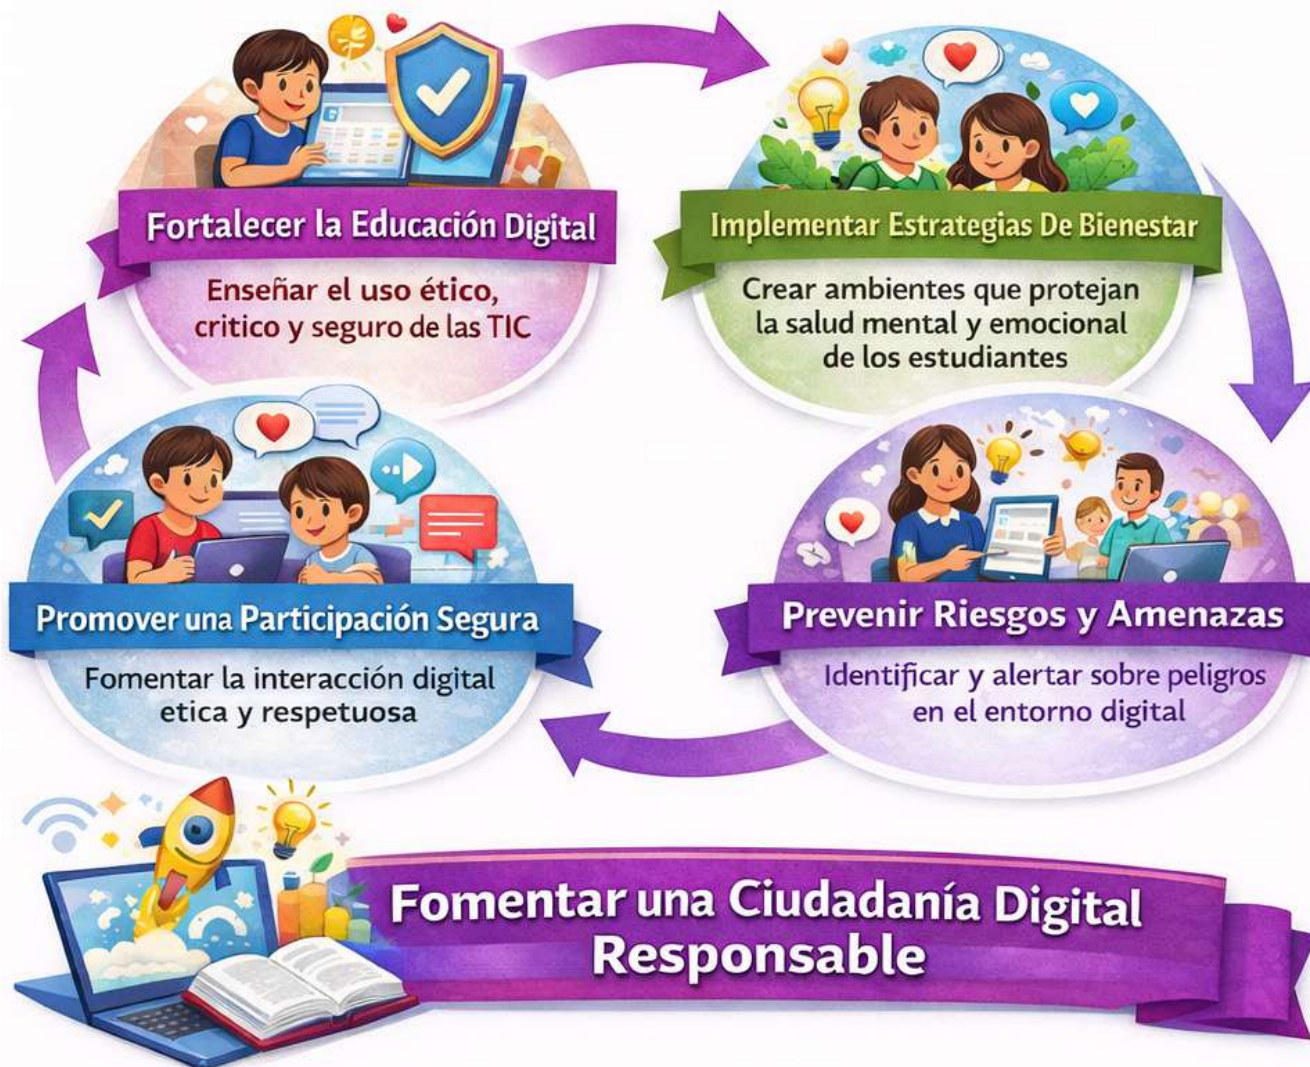 Fortalecer la Educación Digital
Enseñar el uso ético,
critico y seguro de las TIC
Implementar Estrategias De Bienestar
Crear ambientes que protejan
la salud mental y emocional
de los estudiantes
Prevenir Riesgos y Amenazas
Identificar y alertar sobre peligros
en el entorno digital
Promover una Participación Segura
Fomentar la interacción digital
etica y respetuosa
Fomentar una Ciudadanía Digital
Responsable